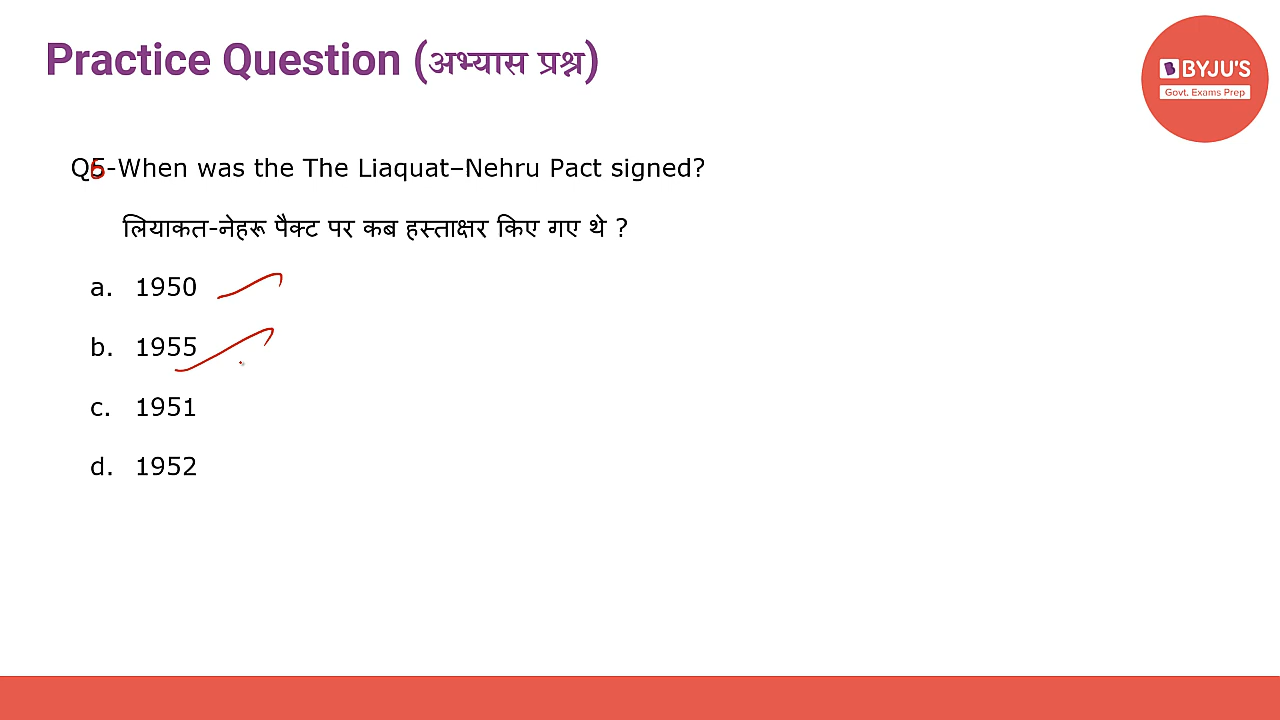 Practice Question (अभ्यास प्रश्न)
BYJU'S
Govt. Exams Prep
Q5-When was the The Liaquat–Nehru Pact signed?
लियाकत-नेहरू पैक्ट पर कब हस्ताक्षर किए गए थे ?
a. 1950
b. 1955
c. 1951
d. 1952